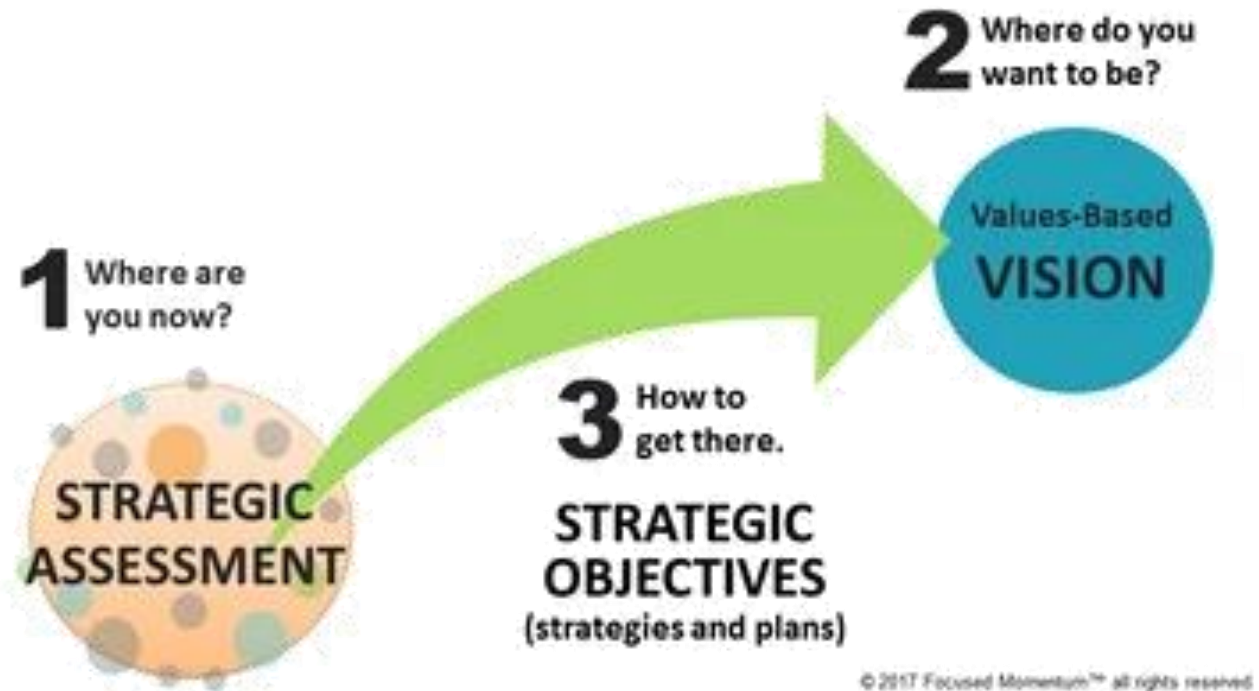 1 Where are
you now?
STRATEGIC
ASSESSMENT
2 Where do you
want to be?
Values-Based
VISION
3 How to
get there.
STRATEGIC
OBJECTIVES
(strategies and plans)
© 2017 Focused Momentum™ all rights reserved